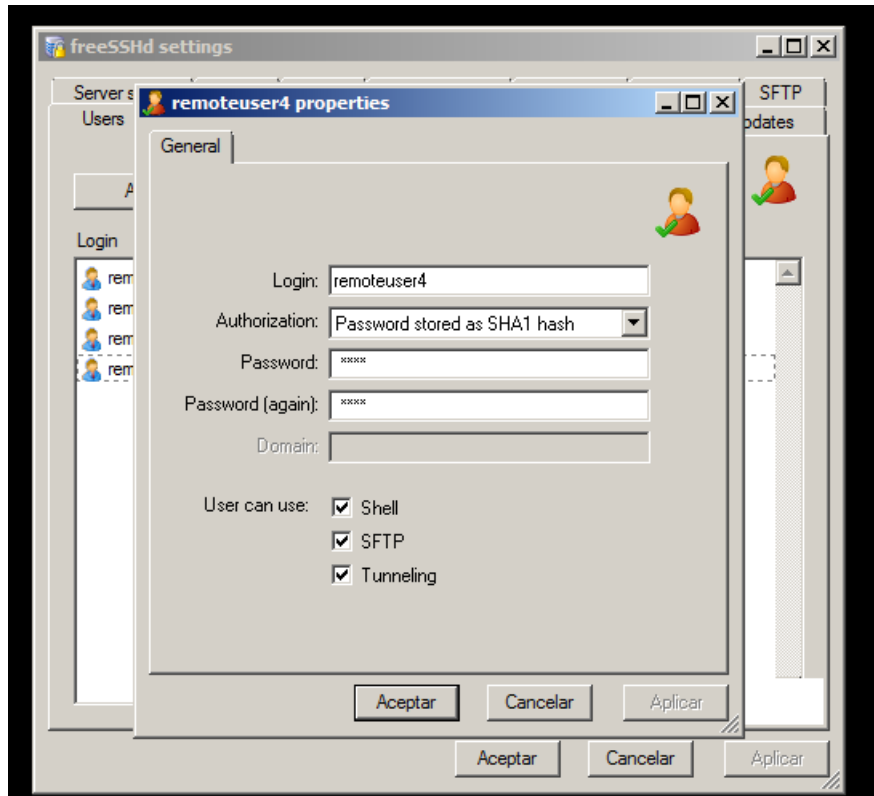 freeSSHd settings
remoteuser4 properties
Server s
SFTP
Users
pdates
General
A
Login
rem
rem
rem
rem
Login: remoteuser4
Authorization: Password stored as SHA1 hash
Password: ****
Password (again): ****
Domain:
User can use: Shell
SFTP
Tunneling
Aceptar Cancelar Aplicar
Aceptar Cancelar Aplicar